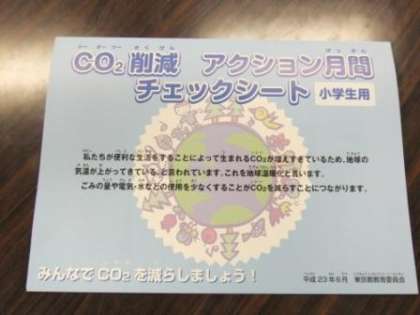 CO₂削減 アクション月間
チェックシート 小学生用
私たちが便利な生活をすることによって生まれるCO₂が増えすぎているため、地球の
気温が上がってきている、と言われています。これを地球温暖化と言います。
ごみの量や電気・水などの使用を少なくすることがCO₂を減らすことにつながります。
みんなでCO₂を減らしましょう！
平成23年6月 東京都教育委員会